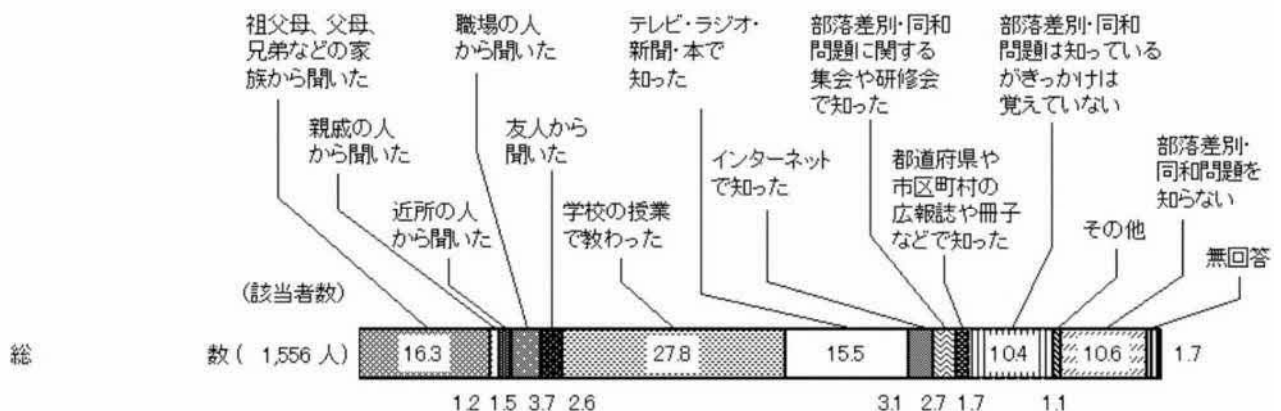 祖父母、父母、
兄弟などの家
族から聞いた
親戚の人
から聞いた
近所の人
から聞いた
職場の人
から聞いた
友人から
聞いた
学校の授業
で教わった
テレビ・ラジオ・
新聞・本で
知った
インターネット
で知った
部落差別・同和
問題に関する
集会や研修会
で知った
都道府県や
市区町村の
広報誌や冊子
などで知った
部落差別・同和
問題は知っている
がきっかけは
覚えていない
その他
部落差別・
同和問題を
知らない
無回答
(該当者数)
総 数 ( 1,556 人) 16.3 27.8 15.5 10.4 10.6 1.7
1.2 1.5 3.7 2.6 3.1 2.7 1.7 1.1